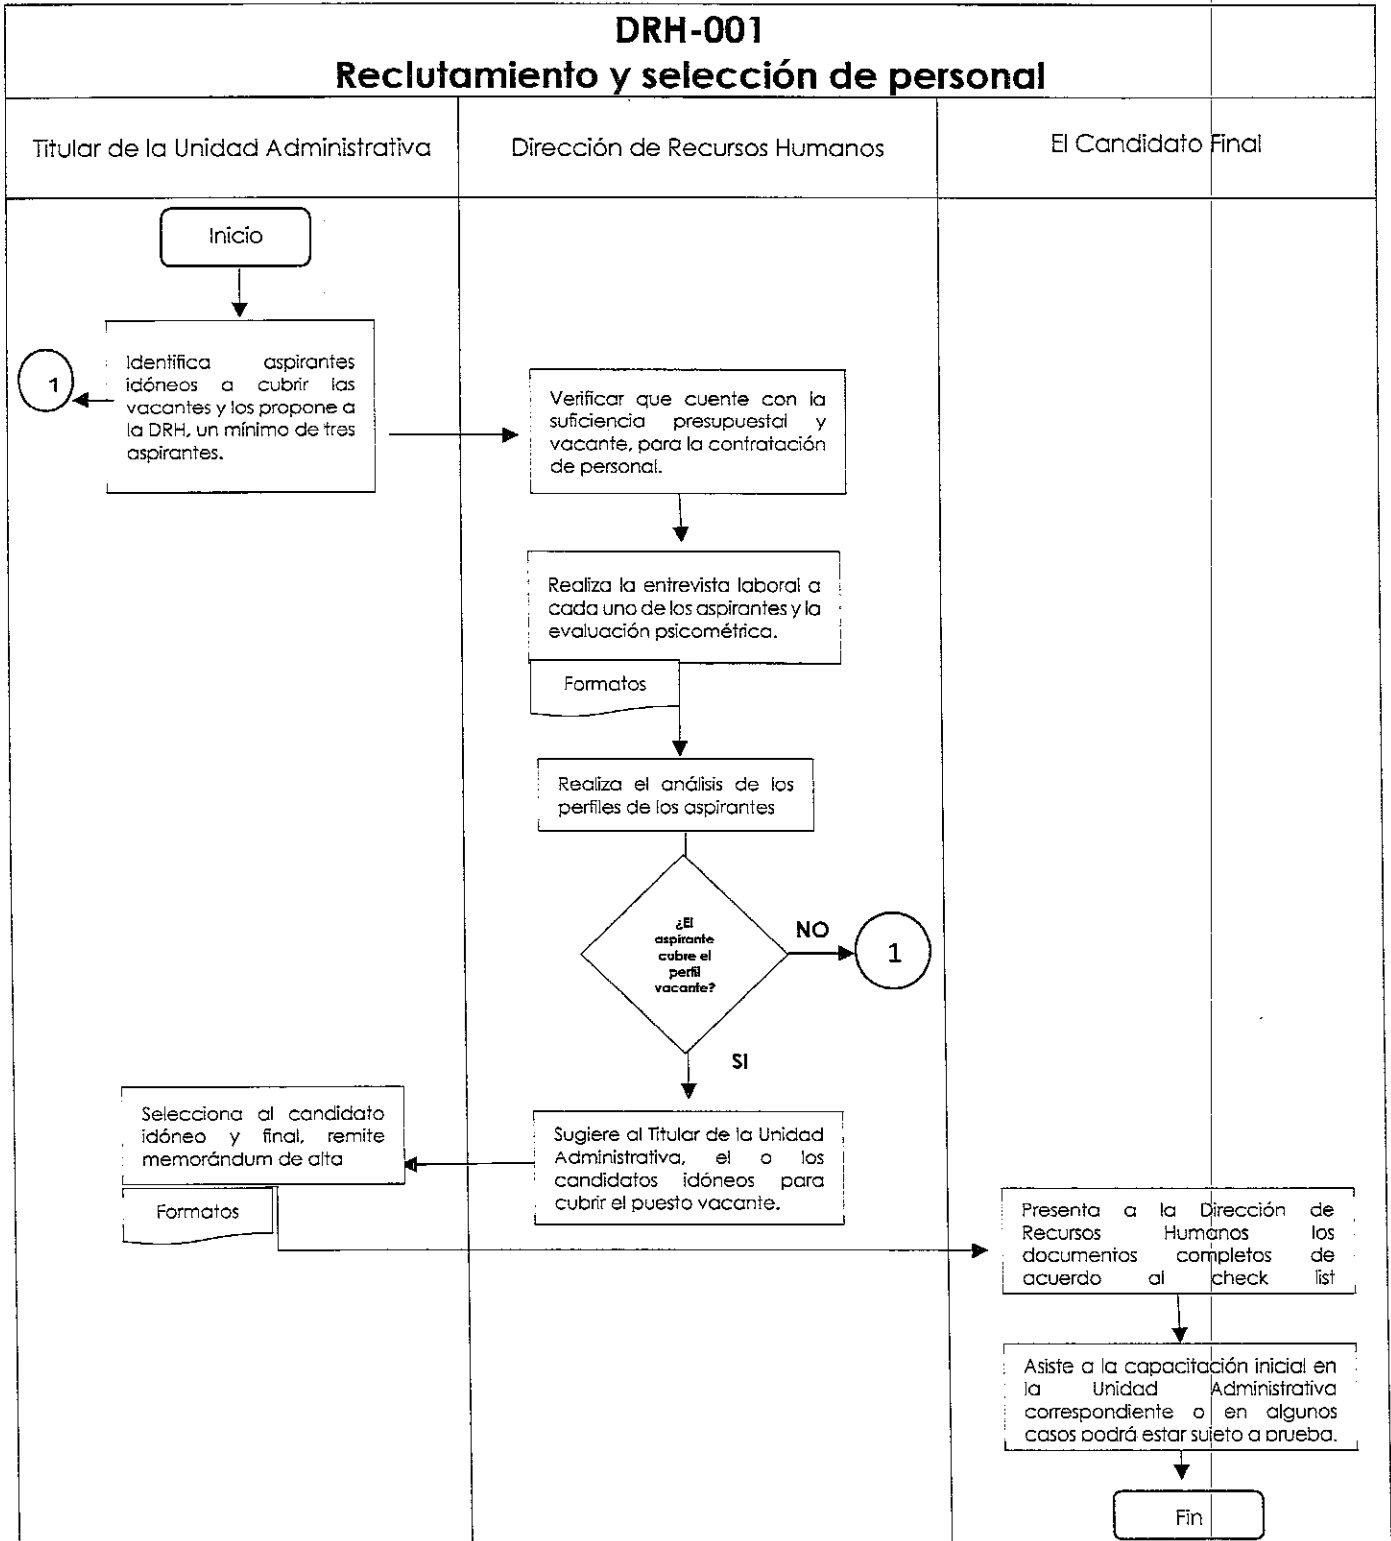 DRH-001
Reclutamiento y selección de personal
Titular de la Unidad Administrativa
Dirección de Recursos Humanos
El Candidato Final
Inicio
Identifica aspirantes
idóneos a cubrir las
vacantes y los propone a
la DRH, un mínimo de tres
aspirantes.
1
Verificar que cuente con la
suficiencia presupuestal y
vacante, para la contratación
de personal.
Realiza la entrevista laboral a
cada uno de los aspirantes y la
evaluación psicométrica.
Formatos
Realiza el análisis de los
perfiles de los aspirantes
¿El
aspirante
cubre el
perfil
vacante?
NO
1
SI
Sugiere al Titular de la Unidad
Administrativa, el o los
candidatos idóneos para
cubrir el puesto vacante.
Selecciona al candidato
idóneo y final, remite
memorándum de alta
Formatos
Presenta a la Dirección de
Recursos Humanos los
documentos completos de
acuerdo al check list
Asiste a la capacitación inicial en
la Unidad Administrativa
correspondiente o en algunos
casos podrá estar sujeto a prueba.
Fin